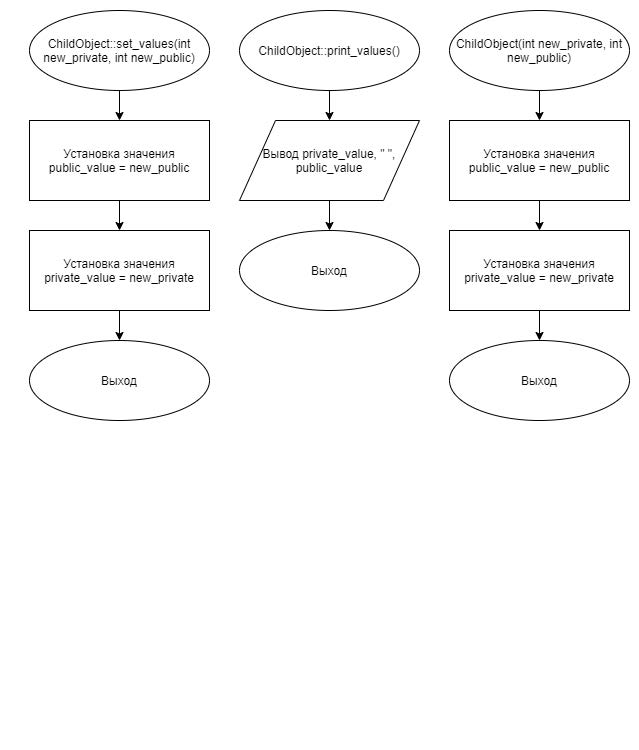 ChildObject::set_values(int
new_private, int new_public)
Установка значения
public_value = new_public
Установка значения
private_value = new_private
Выход
ChildObject::print_values()
Вывод private_value, " ",
public_value
Выход
ChildObject(int new_private, int
new_public)
Установка значения
public_value = new_public
Установка значения
private_value = new_private
Выход